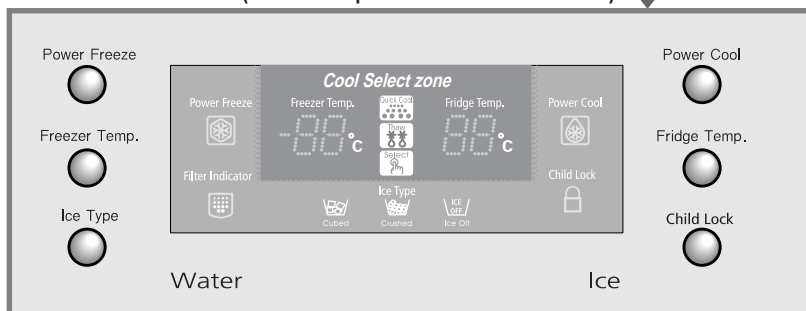 Power Freeze
Freezer Temp.
Ice Type
Cool Select zone
Power Freeze
Freezer Temp.
Quick Cool
Fridge Temp.
Power Cool
-88°C
Thaw
88°C
Select
Filter Indicator
Child Lock
Ice Type
ICE
OFF
Cubed
Crushed
Ice Off
Power Cool
Fridge Temp.
Child Lock
Water
Ice